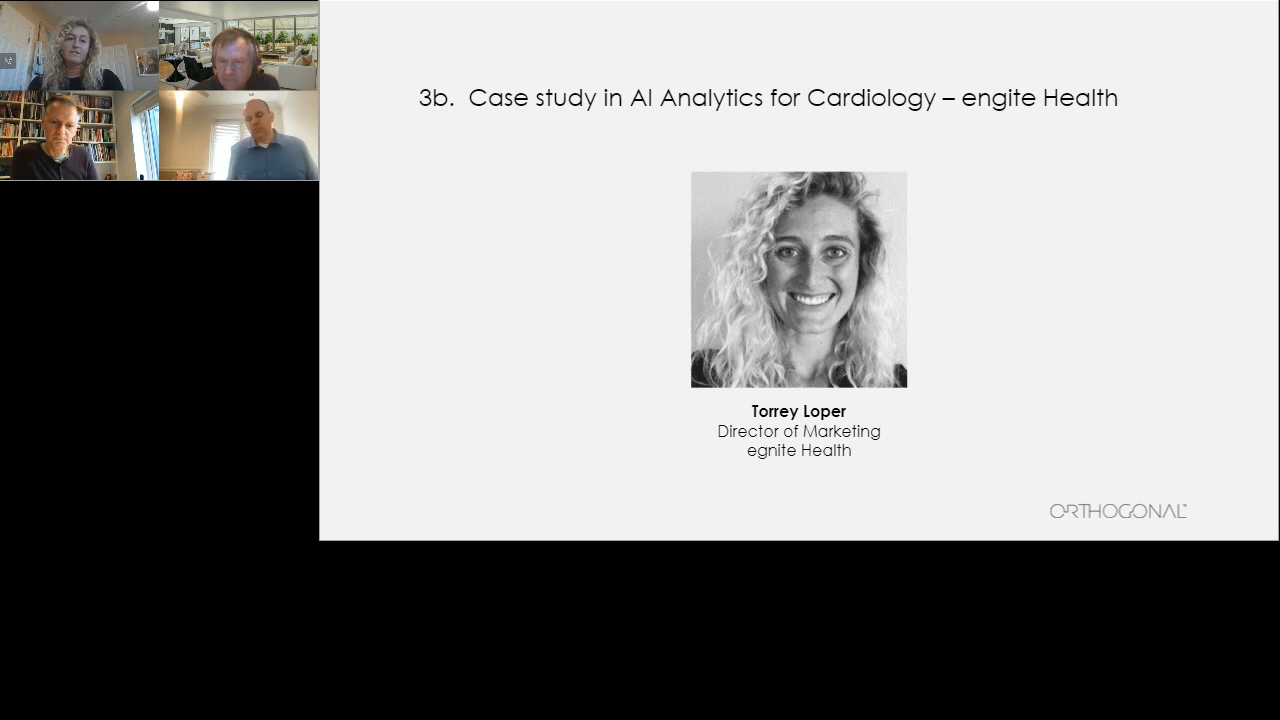 3b.  Case study in AI Analytics for Cardiology – engite Health
Torrey Loper
Director of Marketing
egnite Health
ORTHOGONAL